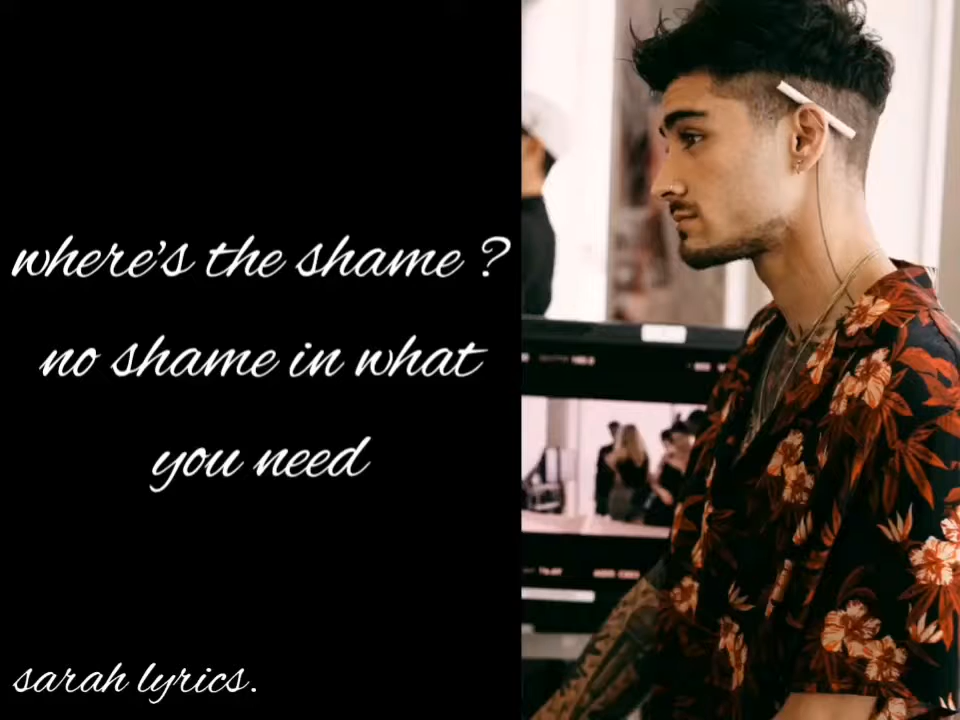 where's the shame ?
no shame in what
you need
sarah lyrics.